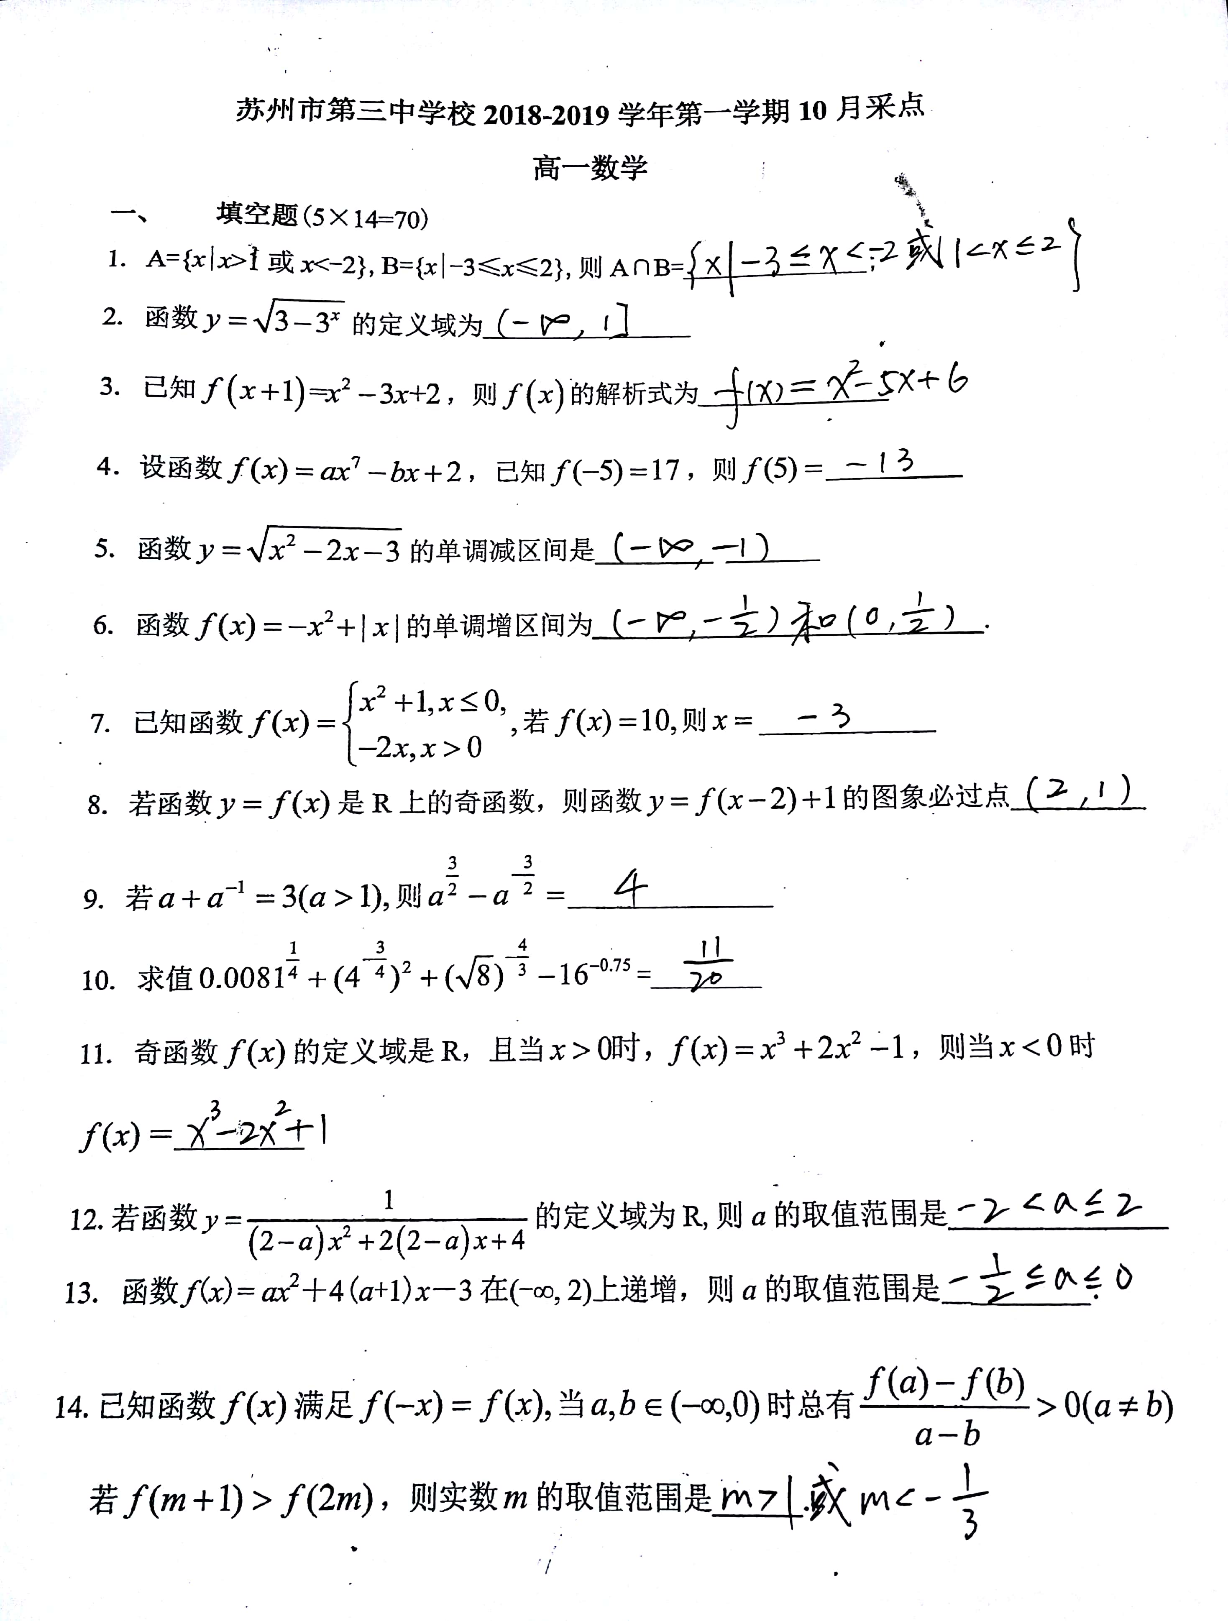 苏州市第三中学校 2018-2019 学年第一学期 10 月采点
高一数学
一、 填空题(5×14=70)
1. A={x|x>1 或 x<-2}, B={x|-3≤x≤2}, 则 A∩B={x|-3≤x<-2 或 1<x≤2}
2. 函数 y=√(3-3^x) 的定义域为 (-∞, 1]
3. 已知 f(x+1)=x²-3x+2，则 f(x) 的解析式为 f(x)=x²-5x+6
4. 设函数 f(x)=ax⁷-bx+2，已知 f(-5)=17，则 f(5)= -13
5. 函数 y=√(x²-2x-3) 的单调减区间是 (-∞, -1)
6. 函数 f(x)=-x²+|x| 的单调增区间为 (-∞, -1/2) 和 (0, 1/2).
7. 已知函数 f(x)={x²+1, x≤0, -2x, x>0 ,若 f(x)=10, 则 x= -3
8. 若函数 y=f(x) 是 R 上的奇函数，则函数 y=f(x-2)+1 的图象必过点 (2, 1)
9. 若 a+a⁻¹=3(a>1), 则 a^(3/2)-a^(-3/2)= 4
10. 求值 0.0081^(1/4)+(4^(-3/4))²+(√8)^(-4/3)-16^(-0.75)= 11/20
11. 奇函数 f(x) 的定义域是 R，且当 x>0时，f(x)=x³+2x²-1，则当 x<0 时
f(x)= x³-2x²+1
12. 若函数 y=1/((2-a)x²+2(2-a)x+4) 的定义域为 R, 则 a 的取值范围是 -2<a≤2
13. 函数 f(x)=ax²+4(a+1)x-3 在(-∞, 2)上递增，则 a 的取值范围是 -1/2≤a≤0
14. 已知函数 f(x) 满足 f(-x)=f(x), 当 a,b∈(-∞,0) 时总有 (f(a)-f(b))/(a-b)>0(a≠b)
若 f(m+1)>f(2m)，则实数 m 的取值范围是 m>1 或 m<-1/3